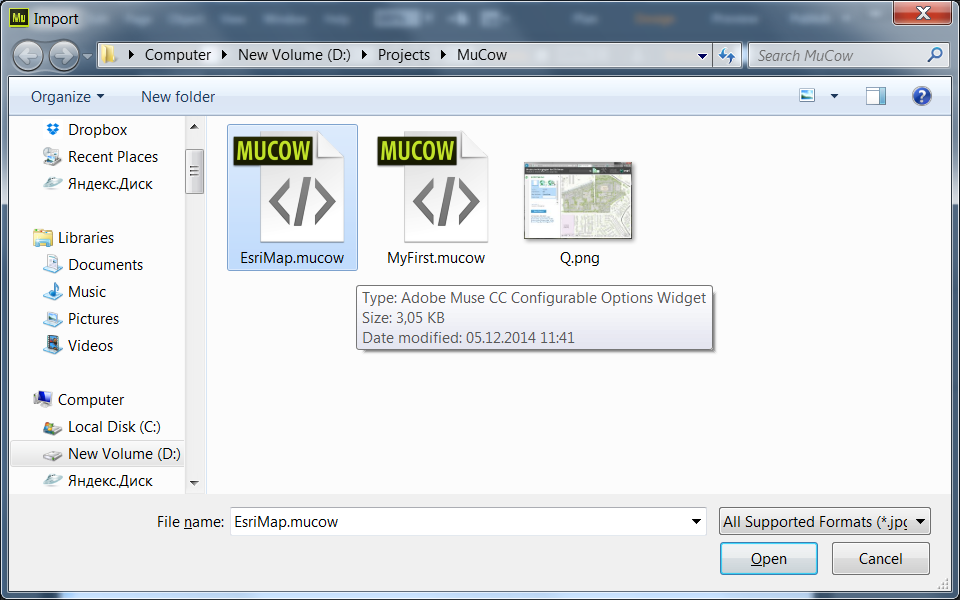 Mu Import
Computer New Volume (D:) Projects MuCow
Search MuCow
Organize New folder
Dropbox
Recent Places
Яндекс.Диск
Libraries
Documents
Music
Pictures
Videos
Computer
Local Disk (C:)
New Volume (D:)
Яндекс.Диск
MUCOW
EsriMap.mucow
MUCOW
MyFirst.mucow
Q.png
Type: Adobe Muse CC Configurable Options Widget
Size: 3,05 KB
Date modified: 05.12.2014 11:41
File name: EsriMap.mucow
All Supported Formats (*.jpg
Open Cancel